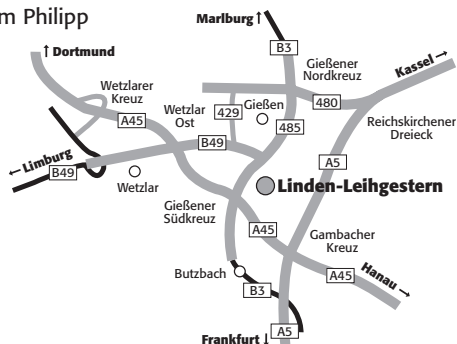 m Philipp
Marlburg ↑
B3
↑ Dortmund
Gießener
Nordkreuz
Kassel →
Wetzlarer
Kreuz
Wetzlar
Ost
429
Gießen
480
A45
485
Reichskirchener
Dreieck
B49
A5
← Limburg
B49
Wetzlar
Linden-Leihgestern
Gießener
Südkreuz
A45
Gambacher
Kreuz
Butzbach
A45
Hanau →
B3
A5
Frankfurt ↓